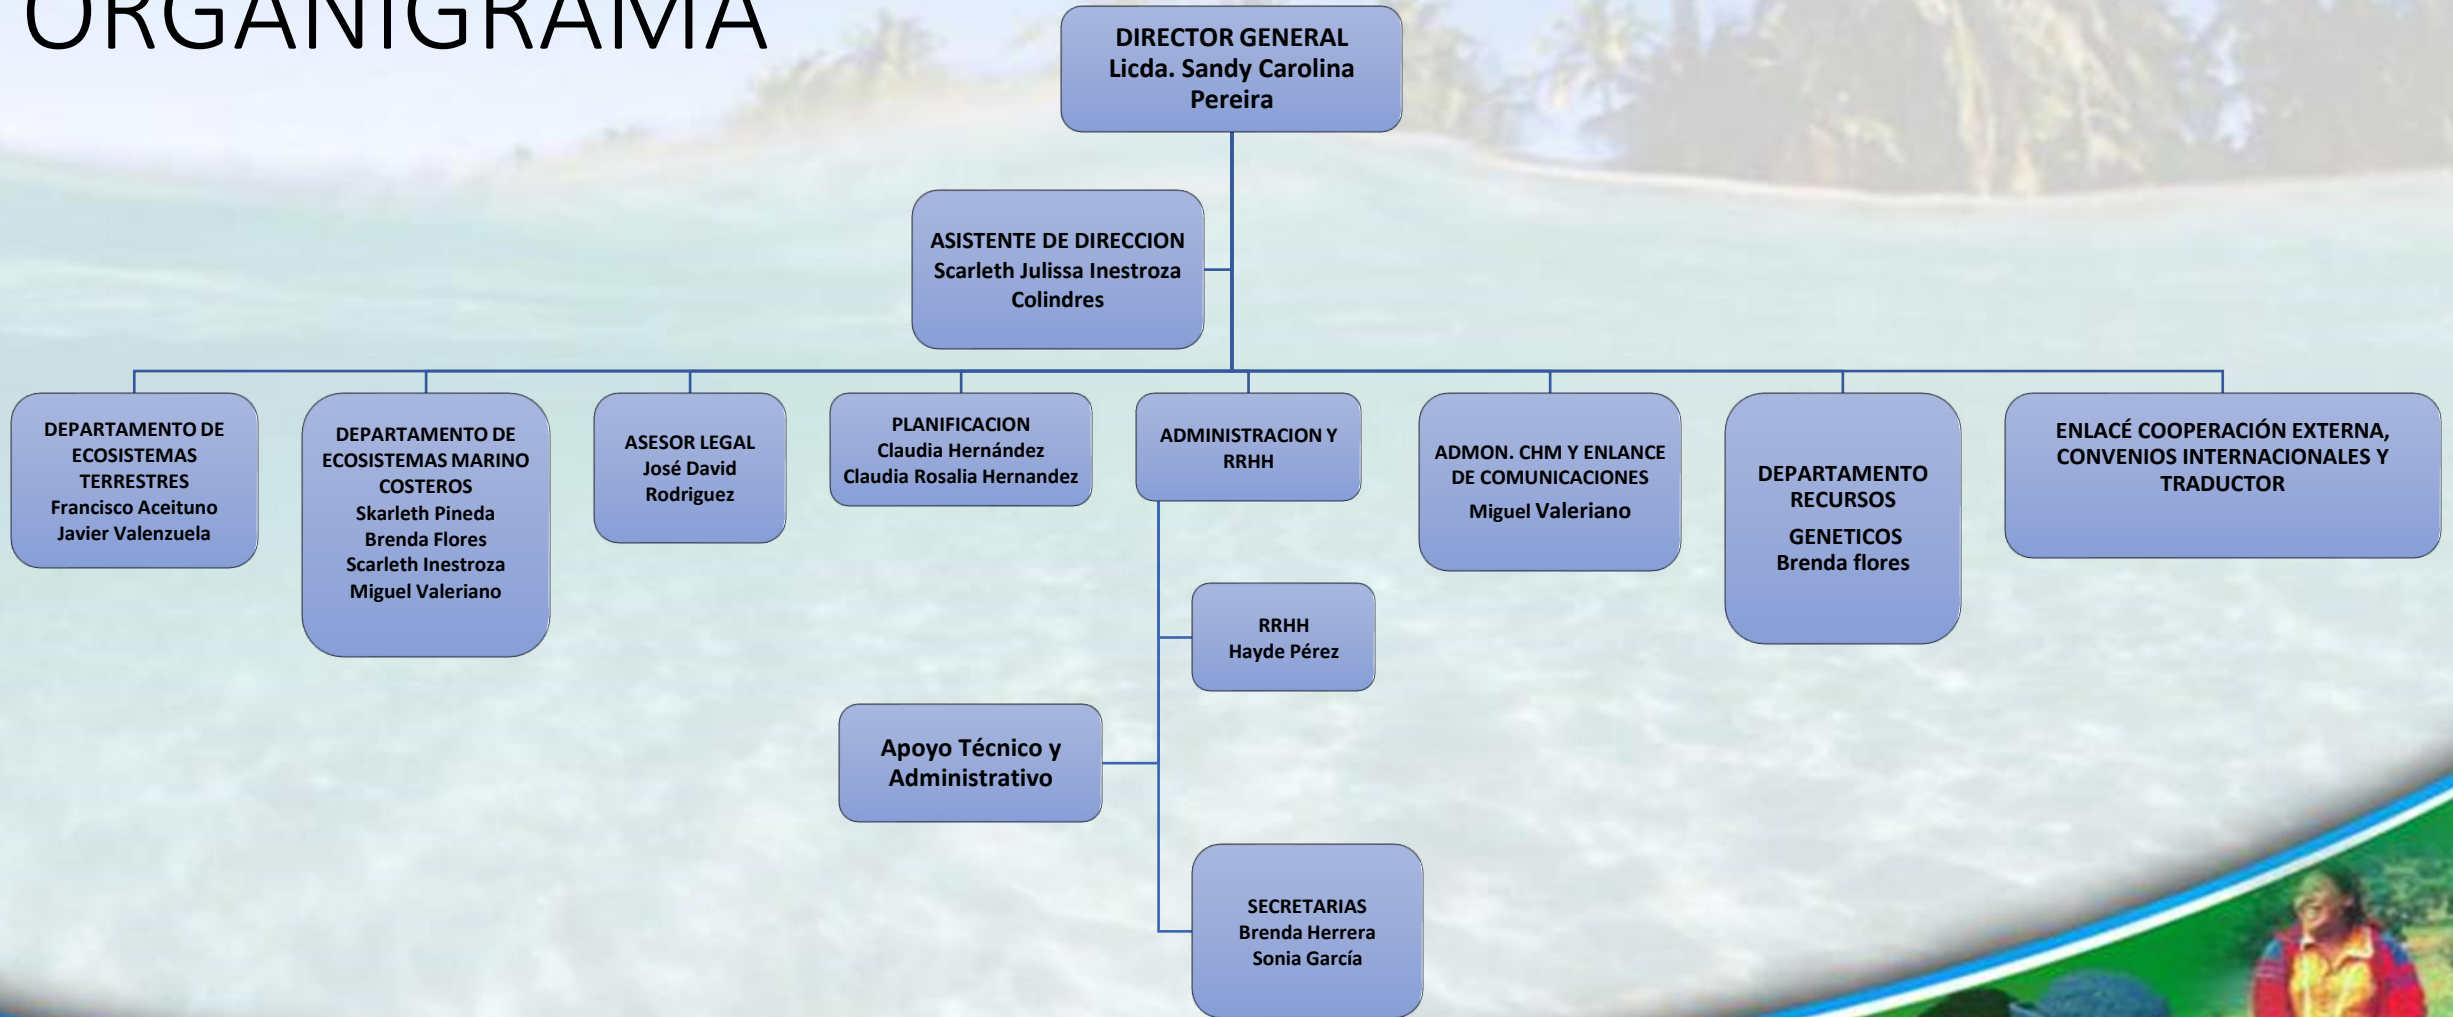 ORGANIGRAMA
DIRECTOR GENERAL
Licda. Sandy Carolina
Pereira
ASISTENTE DE DIRECCION
Scarleth Julissa Inestroza
Colindres
DEPARTAMENTO DE
ECOSISTEMAS
TERRESTRES
Francisco Aceituno
Javier Valenzuela
DEPARTAMENTO DE
ECOSISTEMAS MARINO
COSTEROS
Skarleth Pineda
Brenda Flores
Scarleth Inestroza
Miguel Valeriano
ASESOR LEGAL
José David
Rodriguez
PLANIFICACION
Claudia Hernández
Claudia Rosalia Hernandez
ADMINISTRACION Y
RRHH
ADMON. CHM Y ENLANCE
DE COMUNICACIONES
Miguel Valeriano
DEPARTAMENTO
RECURSOS
GENETICOS
Brenda flores
ENLACÉ COOPERACIÓN EXTERNA,
CONVENIOS INTERNACIONALES Y
TRADUCTOR
RRHH
Hayde Pérez
Apoyo Técnico y
Administrativo
SECRETARIAS
Brenda Herrera
Sonia García